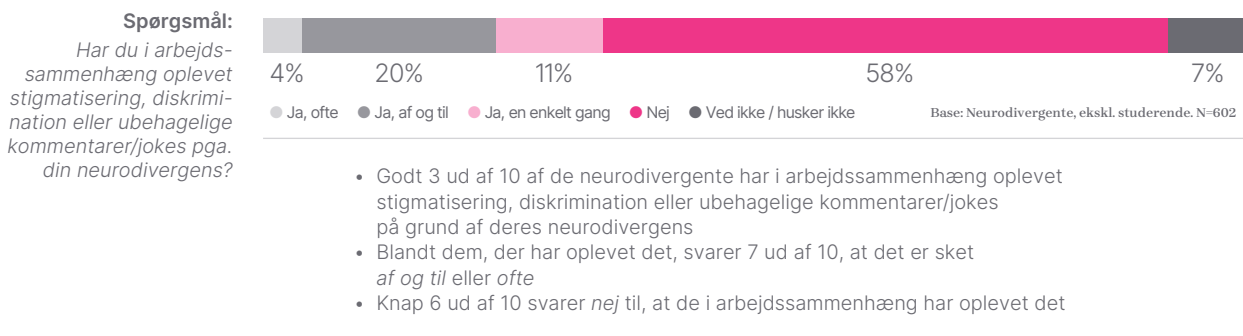 Spørgsmål:
Har du i arbejds-
sammenhæng oplevet
stigmatisering, diskrimi-
nation eller ubehagelige
kommentarer/jokes pga.
din neurodivergens?
4% 20% 11% 58% 7%
Ja, ofte Ja, af og til Ja, en enkelt gang Nej Ved ikke / husker ikke
Base: Neurodivergente, ekskl. studerende. N=602
• Godt 3 ud af 10 af de neurodivergente har i arbejdssammenhæng oplevet
stigmatisering, diskrimination eller ubehagelige kommentarer/jokes
på grund af deres neurodivergens
• Blandt dem, der har oplevet det, svarer 7 ud af 10, at det er sket
af og til eller ofte
• Knap 6 ud af 10 svarer nej til, at de i arbejdssammenhæng har oplevet det